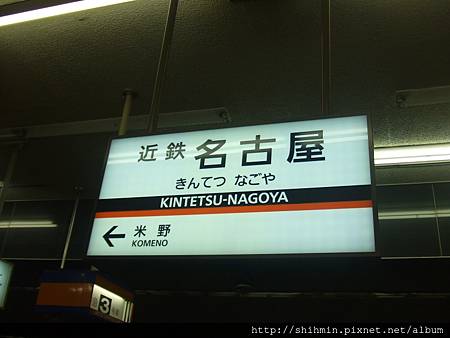 近鉄 名古屋
きんてつ なごや
KINTETSU-NAGOYA
← 米野
KOMENO
3
http://shihmin.pixnet.net/album